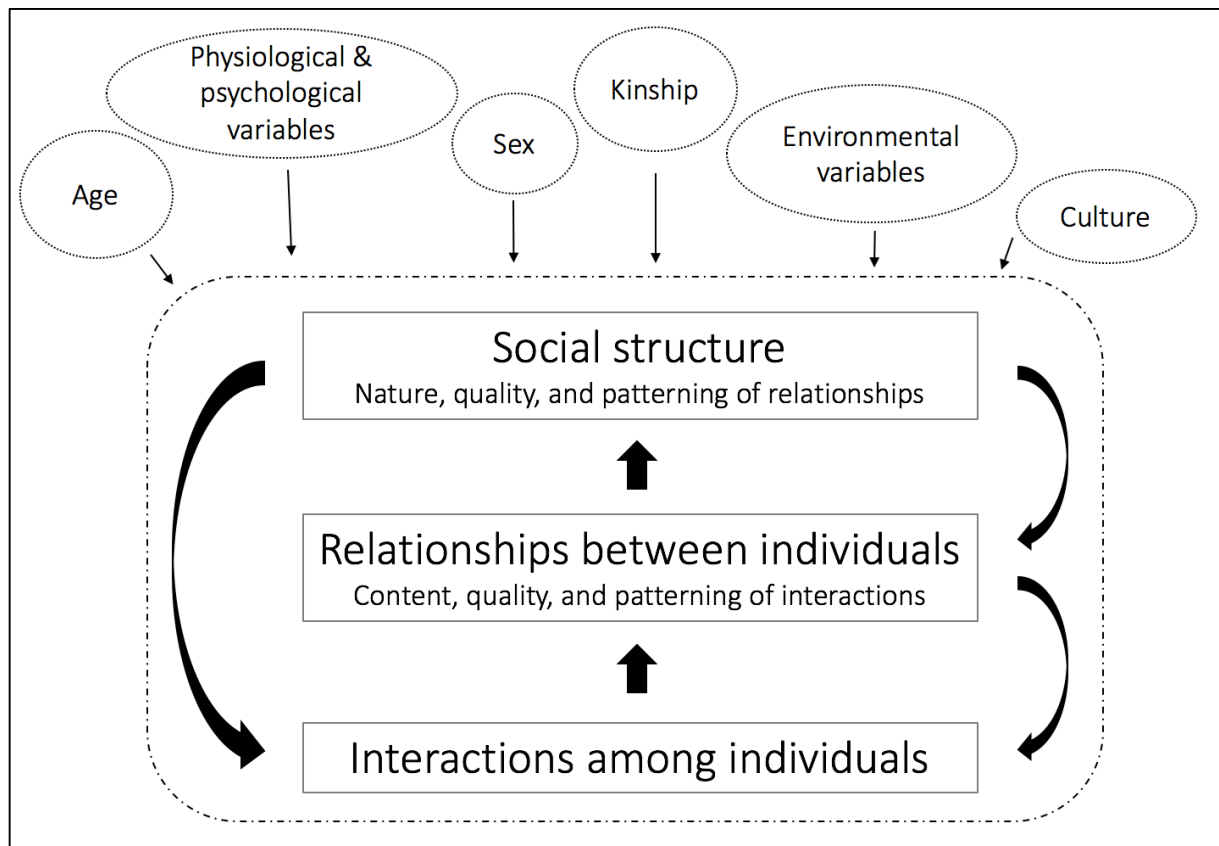 Physiological &
psychological
variables
Kinship
Sex
Environmental
variables
Age
Culture
Social structure
Nature, quality, and patterning of relationships
Relationships between individuals
Content, quality, and patterning of interactions
Interactions among individuals